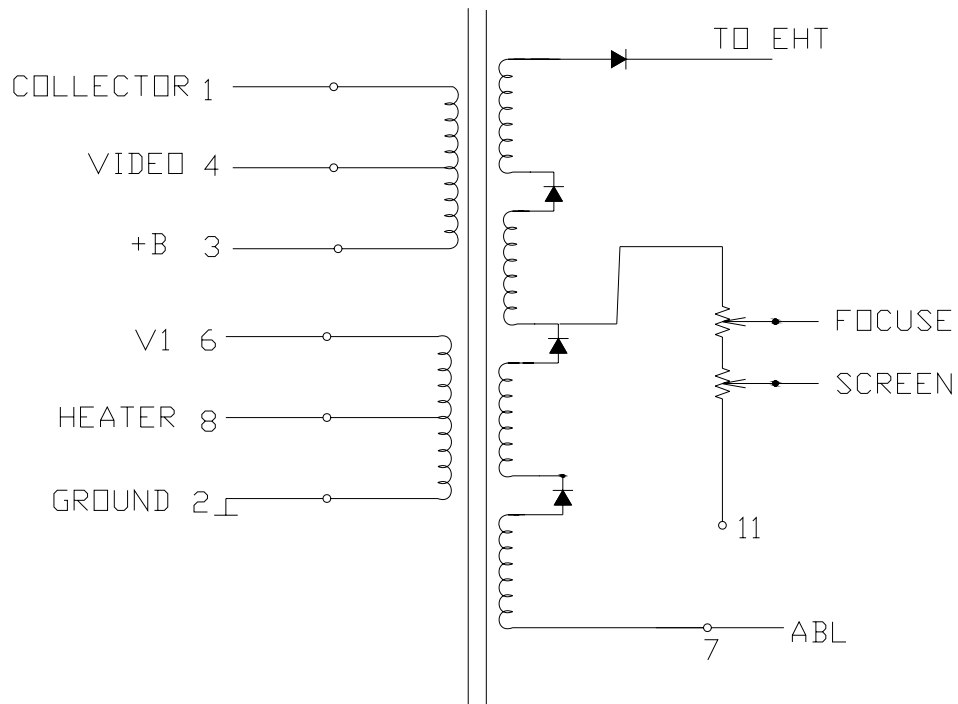 TO EHT
COLLECTOR 1
VIDEO 4
+B 3
V1 6
HEATER 8
GROUND 2
FOCUSE
SCREEN
11
ABL
7